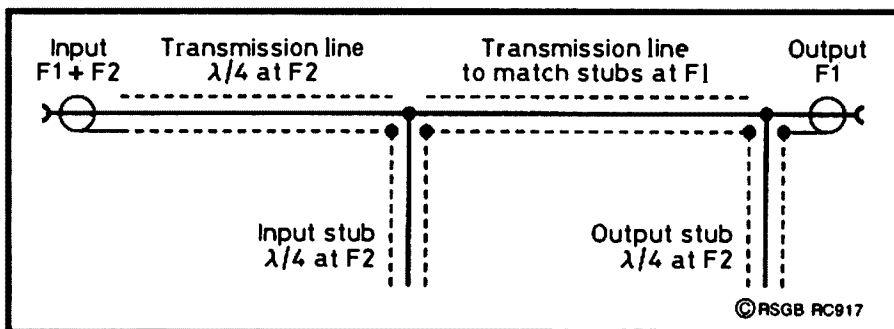 Input
F1 + F2
Transmission line
λ/4 at F2
Transmission line
to match stubs at F1
Output
F1
Input stub
λ/4 at F2
Output stub
λ/4 at F2
© RSGB RC917